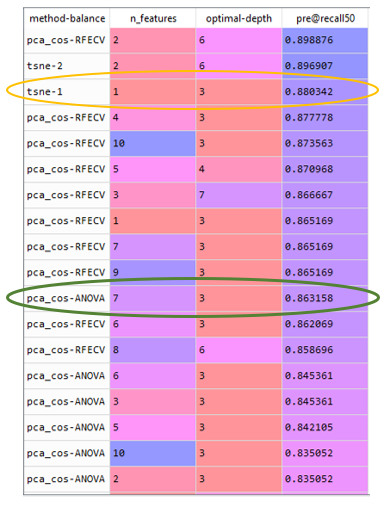 method-balance n_features optimal-depth pre@recall50
pca_cos-RFECV 2 6 0.898876
tsne-2 2 6 0.896907
tsne-1 1 3 0.880342
pca_cos-RFECV 4 3 0.877778
pca_cos-RFECV 10 3 0.873563
pca_cos-RFECV 5 4 0.870968
pca_cos-RFECV 3 7 0.866667
pca_cos-RFECV 1 3 0.865169
pca_cos-RFECV 7 3 0.865169
pca_cos-RFECV 9 3 0.865169
pca_cos-ANOVA 7 3 0.863158
pca_cos-RFECV 6 3 0.862069
pca_cos-RFECV 8 6 0.858696
pca_cos-ANOVA 6 3 0.845361
pca_cos-ANOVA 3 3 0.845361
pca_cos-ANOVA 5 3 0.842105
pca_cos-ANOVA 10 3 0.835052
pca_cos-ANOVA 2 3 0.835052